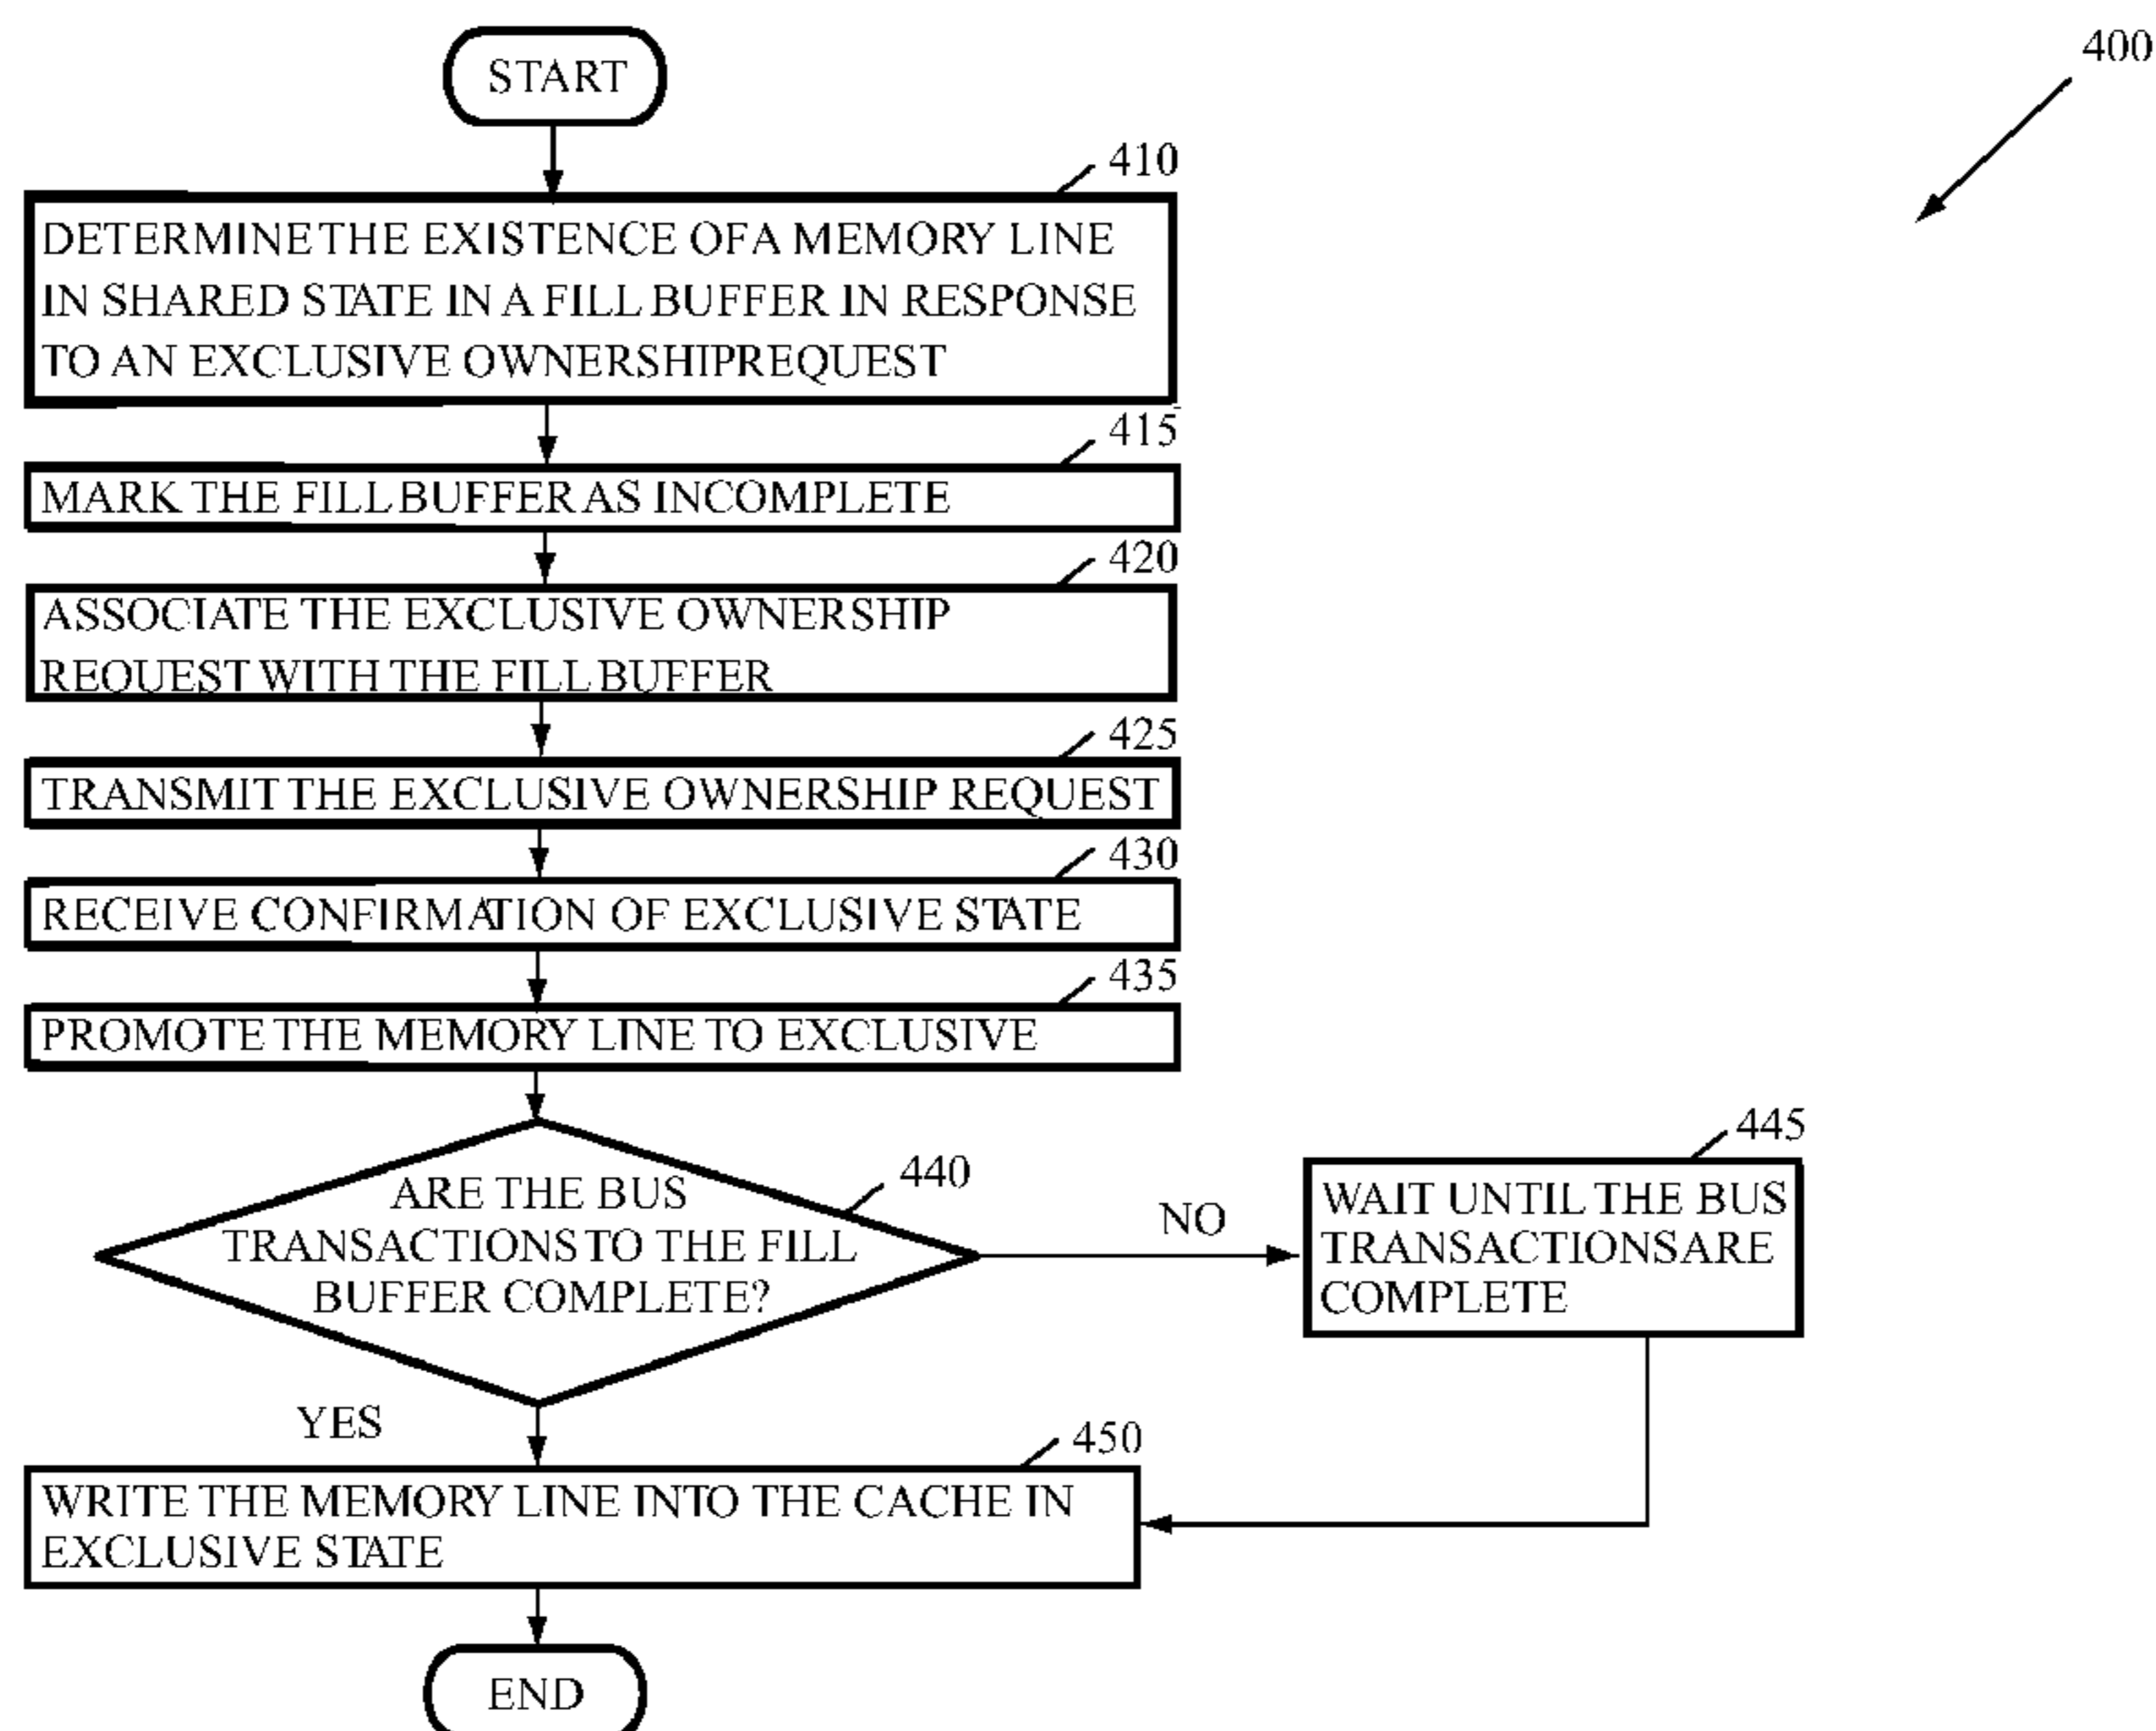 START
400
410
DETERMINE THE EXISTENCE OF A MEMORY LINE
IN SHARED STATE IN A FILL BUFFER IN RESPONSE
TO AN EXCLUSIVE OWNERSHIP REQUEST
415
MARK THE FILL BUFFER AS INCOMPLETE
420
ASSOCIATE THE EXCLUSIVE OWNERSHIP
REQUEST WITH THE FILL BUFFER
425
TRANSMIT THE EXCLUSIVE OWNERSHIP REQUEST
430
RECEIVE CONFIRMATION OF EXCLUSIVE STATE
435
PROMOTE THE MEMORY LINE TO EXCLUSIVE
440
ARE THE BUS
TRANSACTIONS TO THE FILL
BUFFER COMPLETE?
NO
445
WAIT UNTIL THE BUS
TRANSACTIONS ARE
COMPLETE
YES
450
WRITE THE MEMORY LINE INTO THE CACHE IN
EXCLUSIVE STATE
END